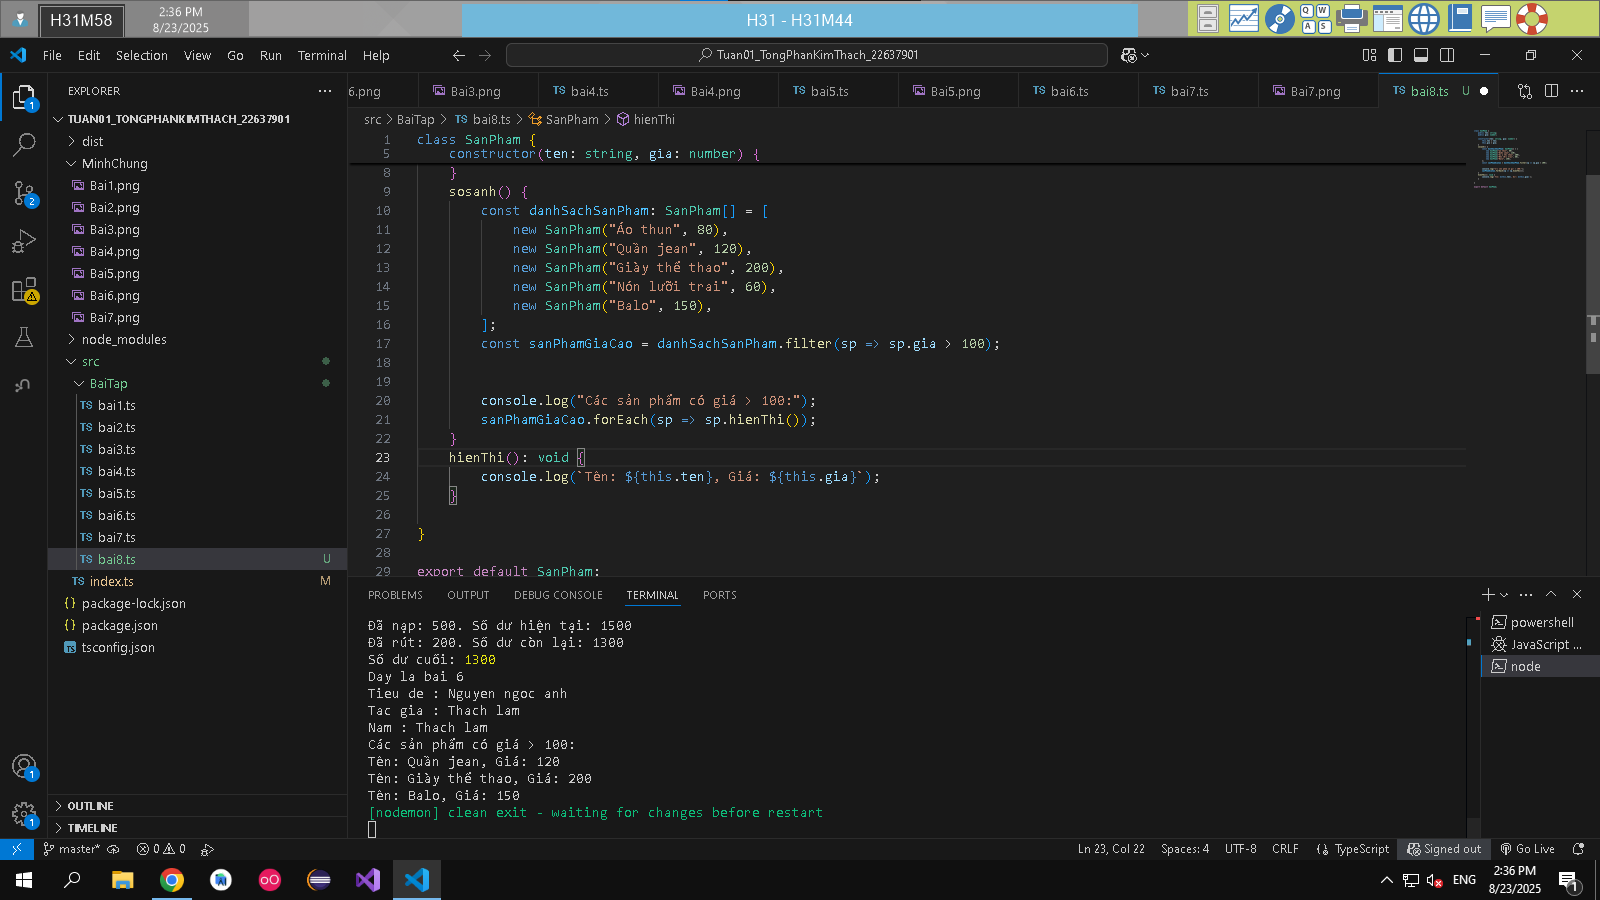 H31M58
2:36 PM
8/23/2025
H31 - H31M44
File Edit Selection View Go Run Terminal Help
Tuan01_TongPhanKimThach_22637901
EXPLORER
6.png
Bai3.png
TS bai4.ts
Bai4.png
TS bai5.ts
Bai5.png
TS bai6.ts
TS bai7.ts
Bai7.png
TS bai8.ts U
src > BaiTap > TS bai8.ts > SanPham > hienThi
TUAN01_TONGPHANKIMTHACH_22637901
dist
MinhChung
Bai1.png
Bai2.png
Bai3.png
Bai4.png
Bai5.png
Bai6.png
Bai7.png
node_modules
src
BaiTap
TS bai1.ts
TS bai2.ts
TS bai3.ts
TS bai4.ts
TS bai5.ts
TS bai6.ts
TS bai7.ts
TS bai8.ts U
TS index.ts M
{} package-lock.json
{} package.json
tsconfig.json
OUTLINE
TIMELINE
1 class SanPham {
5 constructor(ten: string, gia: number) {
8 }
9 sosanh() {
10 const danhSachSanPham: SanPham[] = [
11 new SanPham("Áo thun", 80),
12 new SanPham("Quần jean", 120),
13 new SanPham("Giày thể thao", 200),
14 new SanPham("Nón lưỡi trai", 60),
15 new SanPham("Balo", 150),
16 ];
17 const sanPhamGiaCao = danhSachSanPham.filter(sp => sp.gia > 100);
18
19
20 console.log("Các sản phẩm có giá > 100:");
21 sanPhamGiaCao.forEach(sp => sp.hienThi());
22 }
23 hienThi(): void {
24 console.log(`Tên: ${this.ten}, Giá: ${this.gia}`);
25 }
26
27 }
28
29 export default SanPham;
PROBLEMS OUTPUT DEBUG CONSOLE TERMINAL PORTS
Đã nạp: 500. Số dư hiện tại: 1500
Đã rút: 200. Số dư còn lại: 1300
Số dư cuối: 1300
Day la bai 6
Tieu de : Nguyen ngoc anh
Tac gia : Thach lam
Nam : Thach lam
Các sản phẩm có giá > 100:
Tên: Quần jean, Giá: 120
Tên: Giày thể thao, Giá: 200
Tên: Balo, Giá: 150
[nodemon] clean exit - waiting for changes before restart
powershell
JavaScript ...
node
master* 0 0
Ln 23, Col 22 Spaces: 4 UTF-8 CRLF TypeScript Signed out Go Live
ENG
2:36 PM
8/23/2025